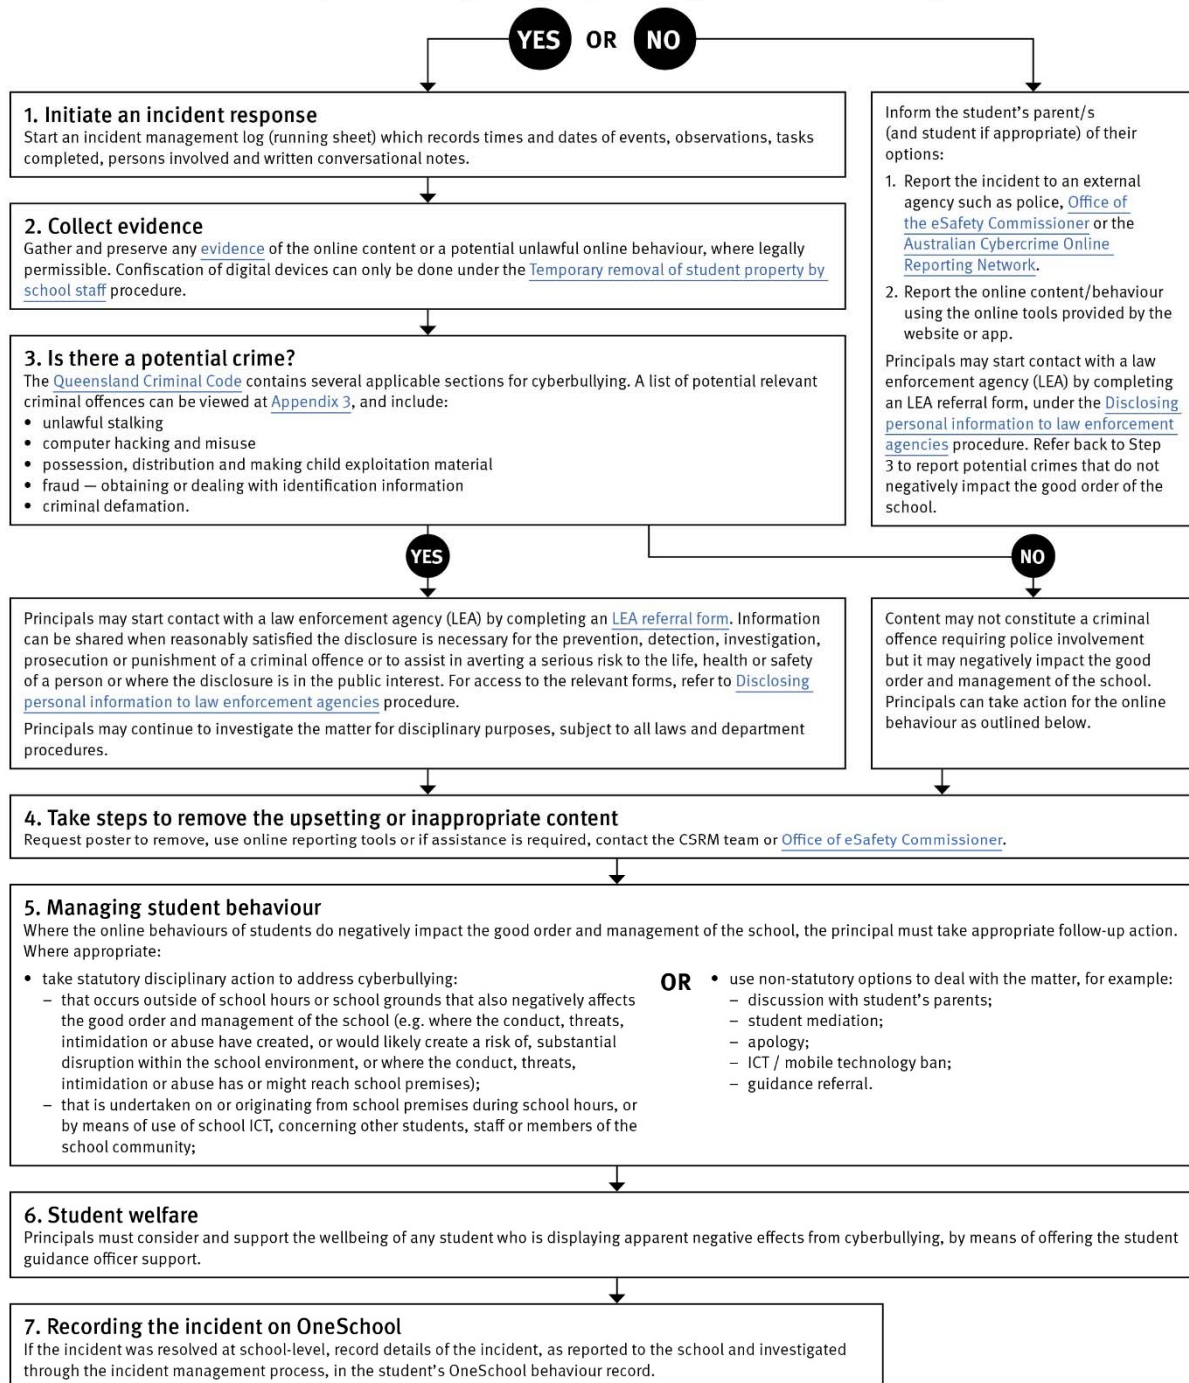 YES OR NO
1. Initiate an incident response
Start an incident management log (running sheet) which records times and dates of events, observations, tasks
completed, persons involved and written conversational notes.
Inform the student's parent/s
(and student if appropriate) of their
options:
1. Report the incident to an external
agency such as police, Office of
the eSafety Commissioner or the
Australian Cybercrime Online
Reporting Network.
2. Report the online content/behaviour
using the online tools provided by the
website or app.
Principals may start contact with a law
enforcement agency (LEA) by completing
an LEA referral form, under the Disclosing
personal information to law enforcement
agencies procedure. Refer back to Step
3 to report potential crimes that do not
negatively impact the good order of the
school.
2. Collect evidence
Gather and preserve any evidence of the online content or a potential unlawful online behaviour, where legally
permissible. Confiscation of digital devices can only be done under the Temporary removal of student property by
school staff procedure.
3. Is there a potential crime?
The Queensland Criminal Code contains several applicable sections for cyberbullying. A list of potential relevant
criminal offences can be viewed at Appendix 3, and include:
• unlawful stalking
• computer hacking and misuse
• possession, distribution and making child exploitation material
• fraud — obtaining or dealing with identification information
• criminal defamation.
YES
NO
Principals may start contact with a law enforcement agency (LEA) by completing an LEA referral form. Information
can be shared when reasonably satisfied the disclosure is necessary for the prevention, detection, investigation,
prosecution or punishment of a criminal offence or to assist in averting a serious risk to the life, health or safety
of a person or where the disclosure is in the public interest. For access to the relevant forms, refer to Disclosing
personal information to law enforcement agencies procedure.
Principals may continue to investigate the matter for disciplinary purposes, subject to all laws and department
procedures.
Content may not constitute a criminal
offence requiring police involvement
but it may negatively impact the good
order and management of the school.
Principals can take action for the online
behaviour as outlined below.
4. Take steps to remove the upsetting or inappropriate content
Request poster to remove, use online reporting tools or if assistance is required, contact the CSRM team or Office of eSafety Commissioner.
5. Managing student behaviour
Where the online behaviours of students do negatively impact the good order and management of the school, the principal must take appropriate follow-up action.
Where appropriate:
• take statutory disciplinary action to address cyberbullying:
– that occurs outside of school hours or school grounds that also negatively affects
the good order and management of the school (e.g. where the conduct, threats,
intimidation or abuse have created, or would likely create a risk of, substantial
disruption within the school environment, or where the conduct, threats,
intimidation or abuse has or might reach school premises);
– that is undertaken on or originating from school premises during school hours, or
by means of use of school ICT, concerning other students, staff or members of the
school community;
OR
• use non-statutory options to deal with the matter, for example:
– discussion with student's parents;
– student mediation;
– apology;
– ICT / mobile technology ban;
– guidance referral.
6. Student welfare
Principals must consider and support the wellbeing of any student who is displaying apparent negative effects from cyberbullying, by means of offering the student
guidance officer support.
7. Recording the incident on OneSchool
If the incident was resolved at school-level, record details of the incident, as reported to the school and investigated
through the incident management process, in the student's OneSchool behaviour record.